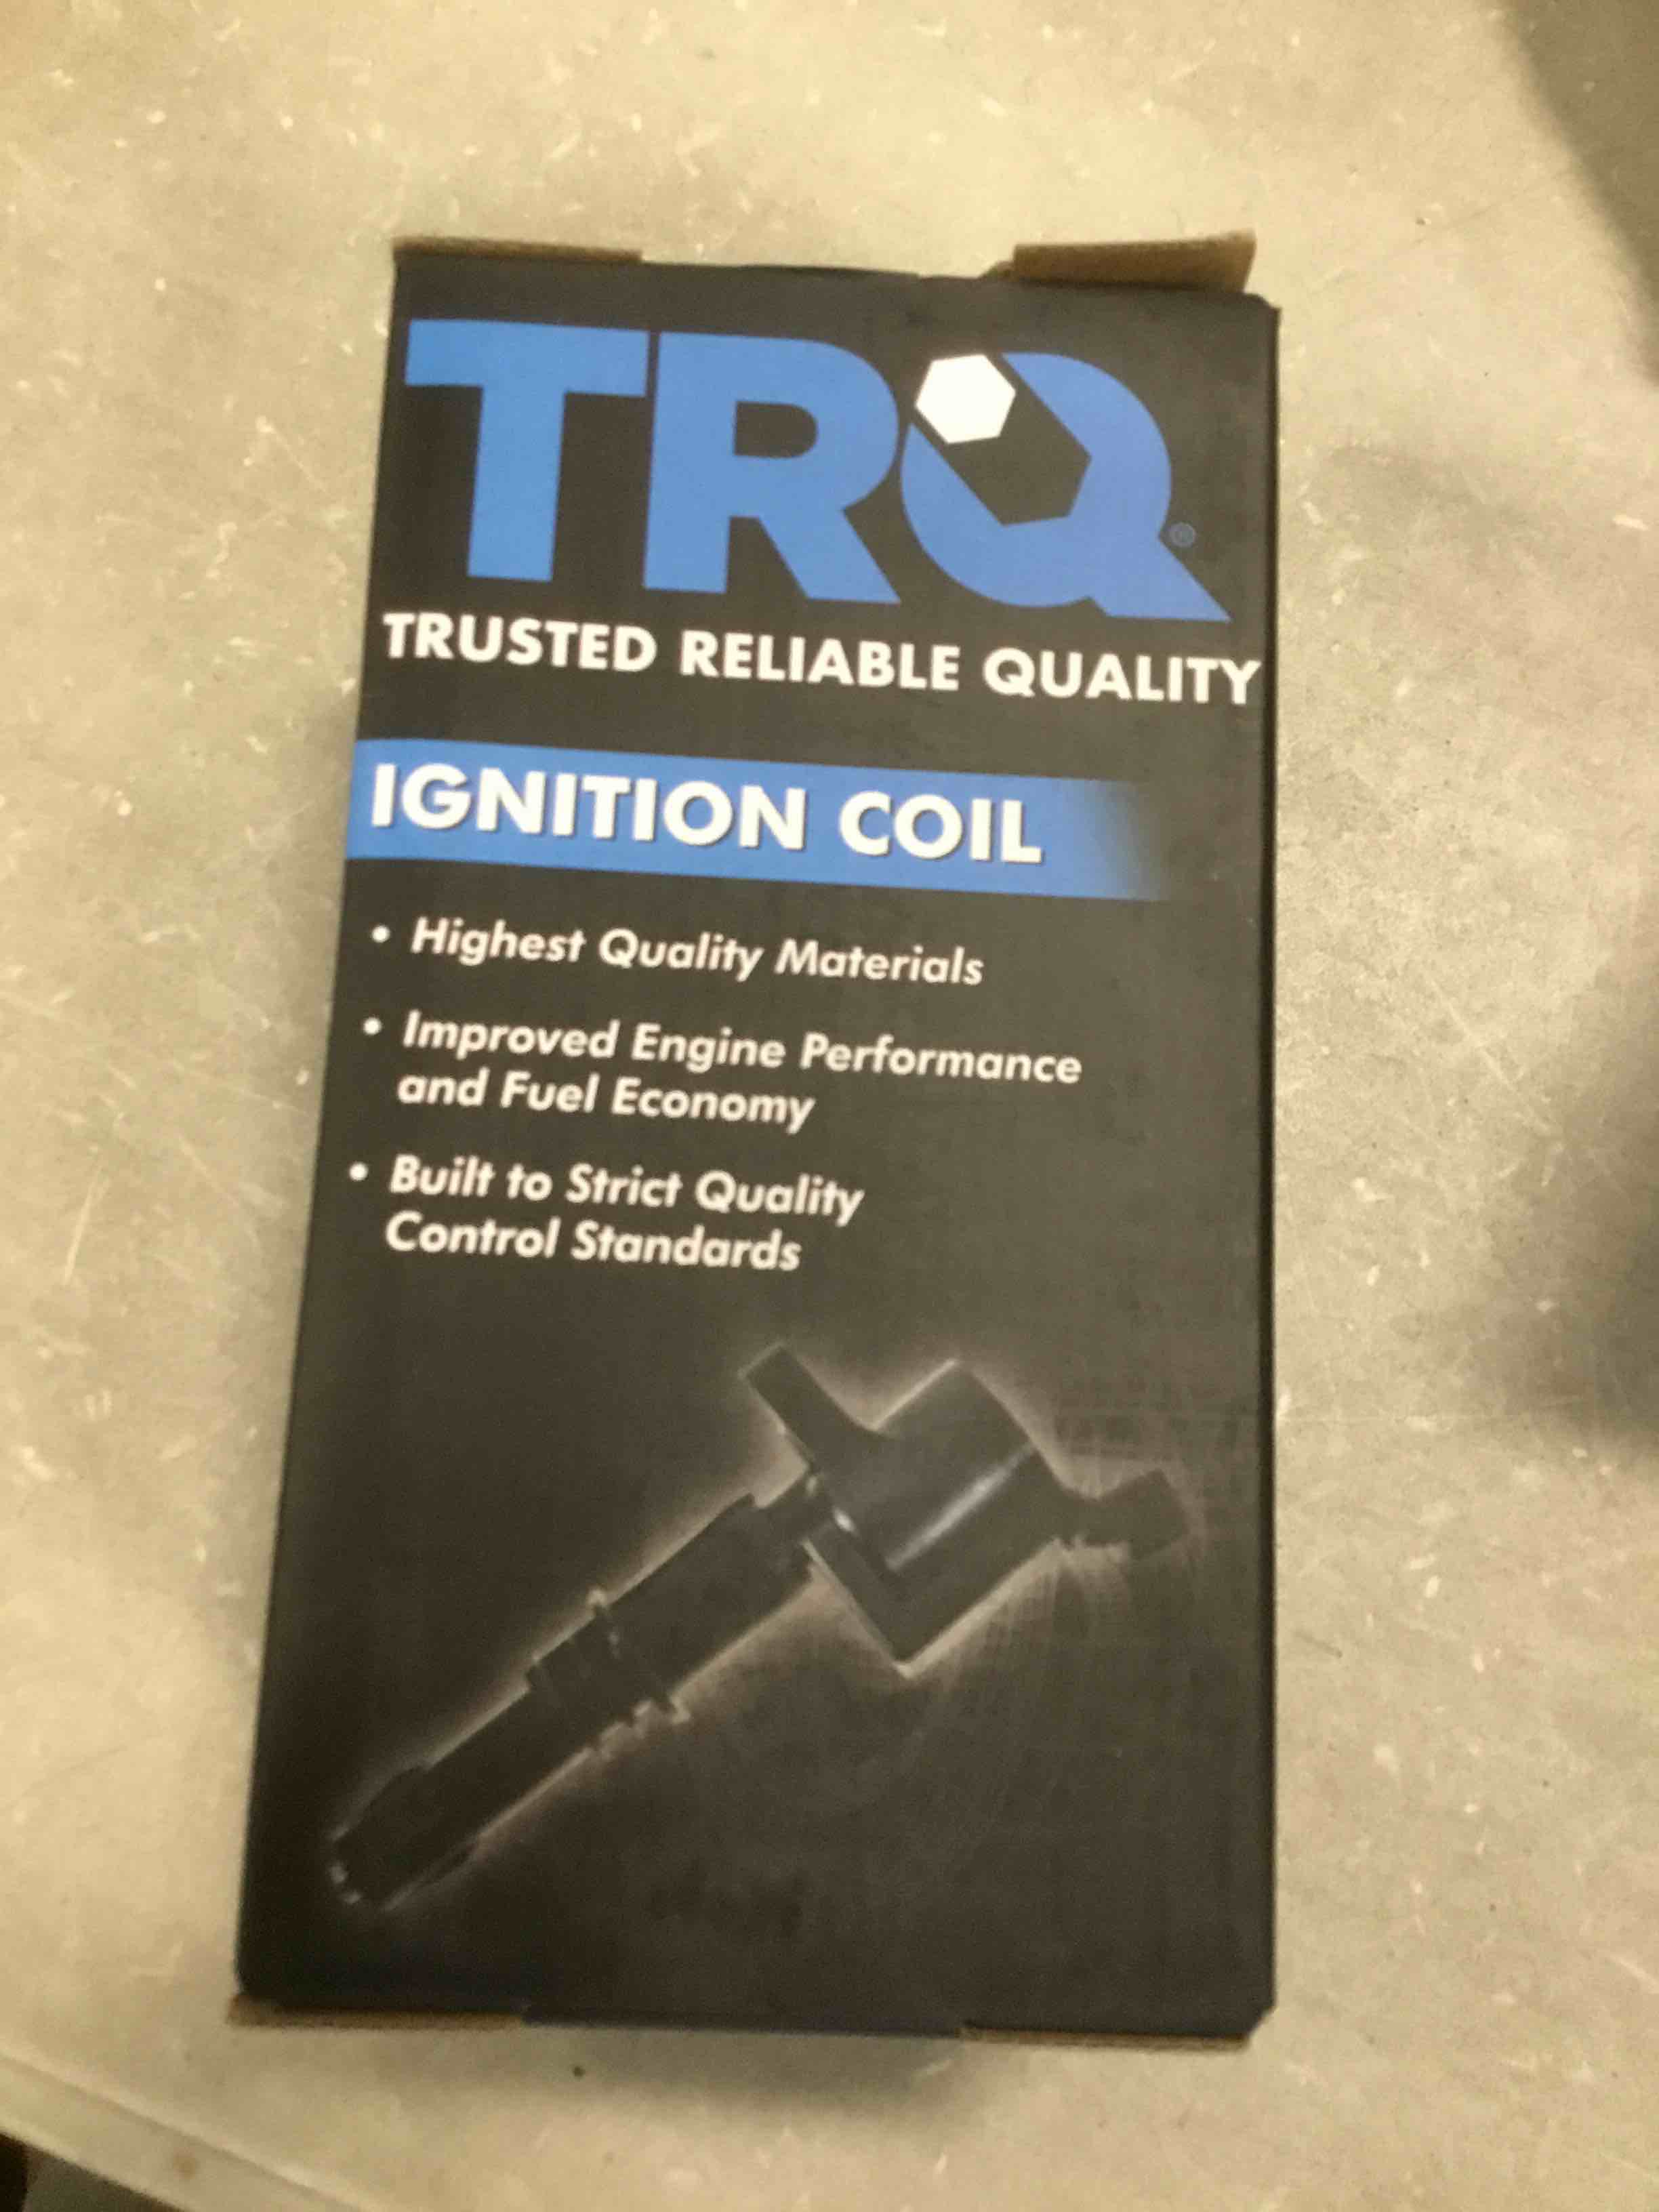 TRQ®
TRUSTED RELIABLE QUALITY
IGNITION COIL
• Highest Quality Materials
• Improved Engine Performance
and Fuel Economy
• Built to Strict Quality
Control Standards